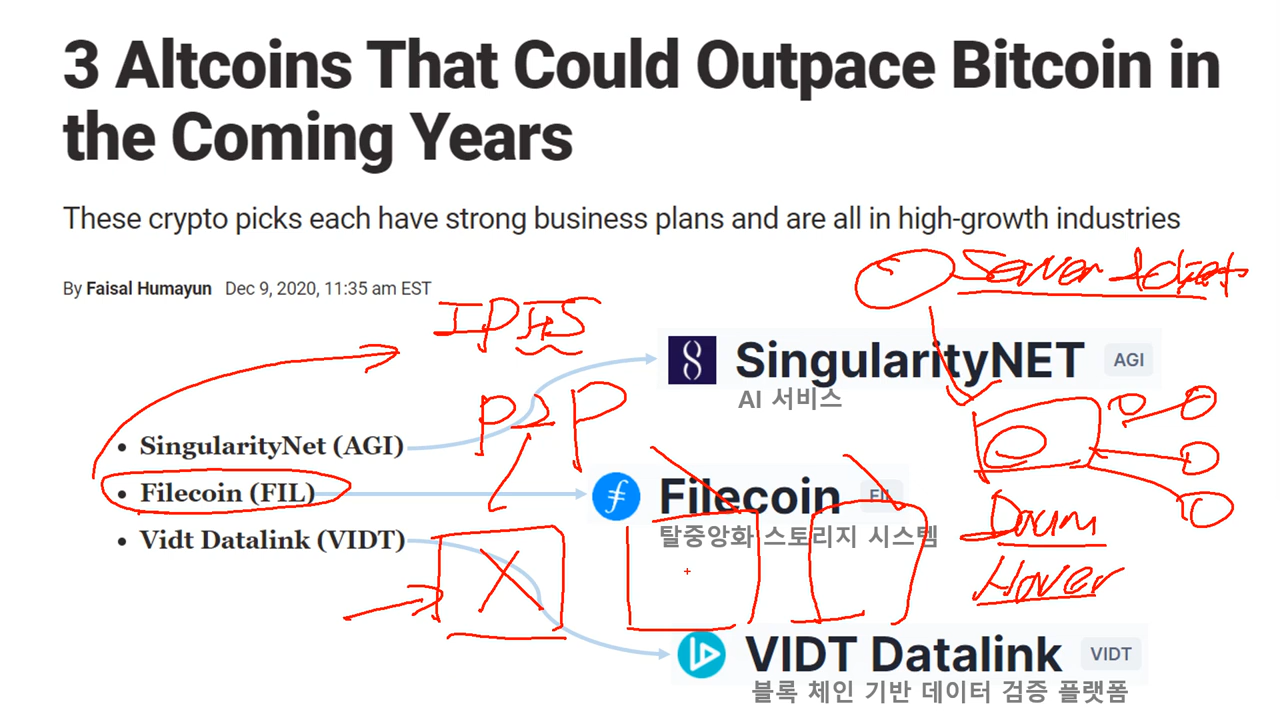 3 Altcoins That Could Outpace Bitcoin in
the Coming Years
These crypto picks each have strong business plans and are all in high-growth industries
By Faisal Humayun Dec 9, 2020, 11:35 am EST
Server
IPFS
SingularityNET AGI
AI 서비스
P2P
• SingularityNet (AGI)
• Filecoin (FIL)
Filecoin FIL
탈중앙화 스토리지 시스템
• Vidt Datalink (VIDT)
VIDT Datalink VIDT
블록 체인 기반 데이터 검증 플랫폼